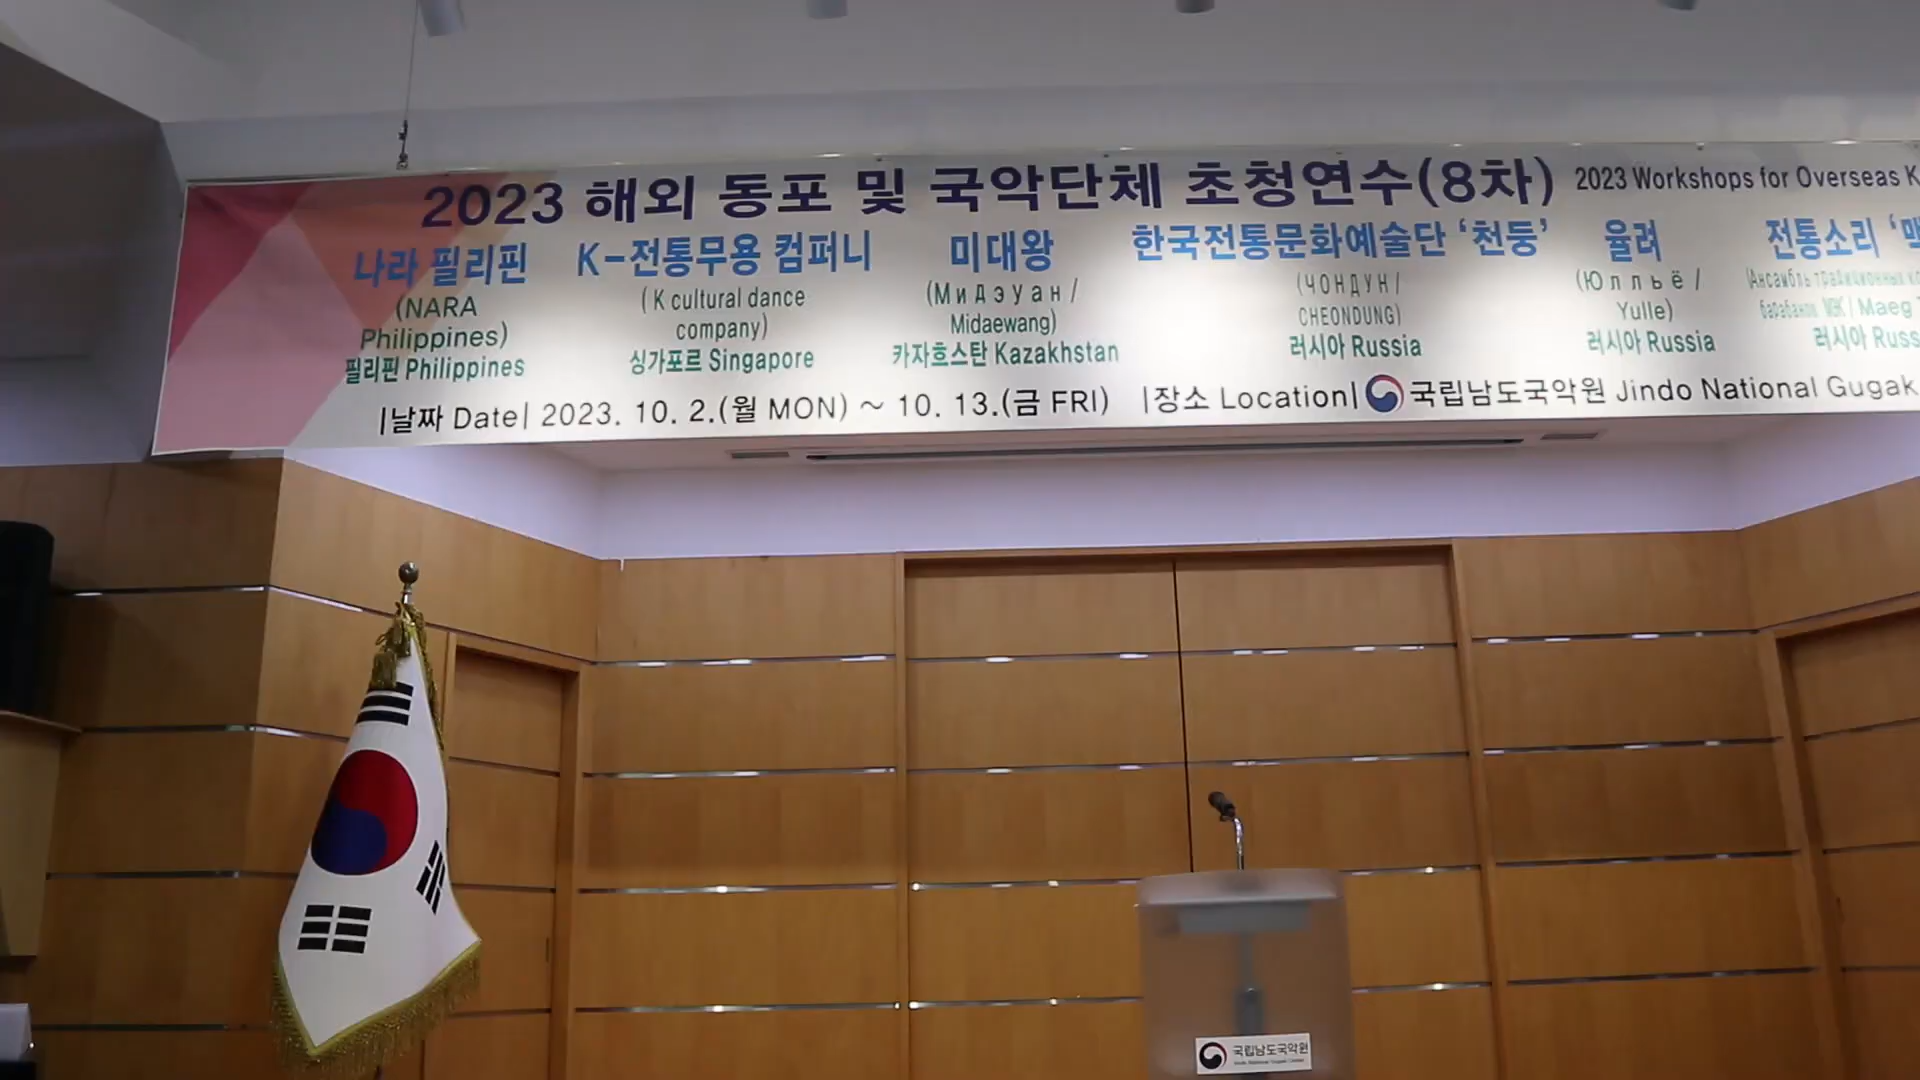 2023 해외 동포 및 국악단체 초청연수(8차) 2023 Workshops for Overseas K
나라 필리핀 K-전통무용 컴퍼니 미대왕 한국전통문화예술단 ‘천둥’ 율려 전통소리
(NARA Philippines) (K cultural dance company) (Мидэуан / Midaewang) (ЧОНДУН / CHEONDUNG) (Юлльё / Yulle) (Ансамбль традиционных барабанов Maeg
필리핀 Philippines 싱가포르 Singapore 카자흐스탄 Kazakhstan 러시아 Russia 러시아 Russia 러시아 Russ
|날짜 Date| 2023. 10. 2.(월 MON) ~ 10. 13.(금 FRI) |장소 Location| 국립남도국악원 Jindo National Gugak
국립남도국악원